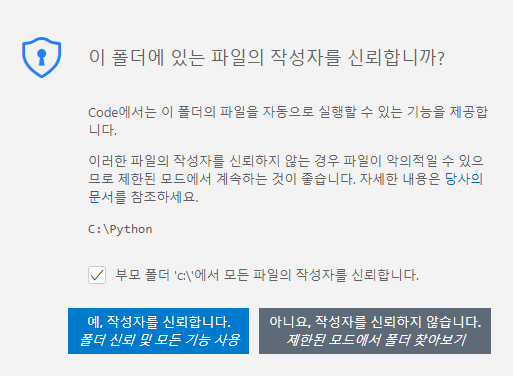 이 폴더에 있는 파일의 작성자를 신뢰합니까?
Code에서는 이 폴더의 파일을 자동으로 실행할 수 있는 기능을 제공합
니다.
이러한 파일의 작성자를 신뢰하지 않는 경우 파일이 악의적일 수 있으
므로 제한된 모드에서 계속하는 것이 좋습니다. 자세한 내용은 당사의
문서를 참조하세요.
C:\Python
부모 폴더 'c:\'에서 모든 파일의 작성자를 신뢰합니다.
예, 작성자를 신뢰합니다.
폴더 신뢰 및 모든 기능 사용
아니요, 작성자를 신뢰하지 않습니다.
제한된 모드에서 폴더 찾아보기